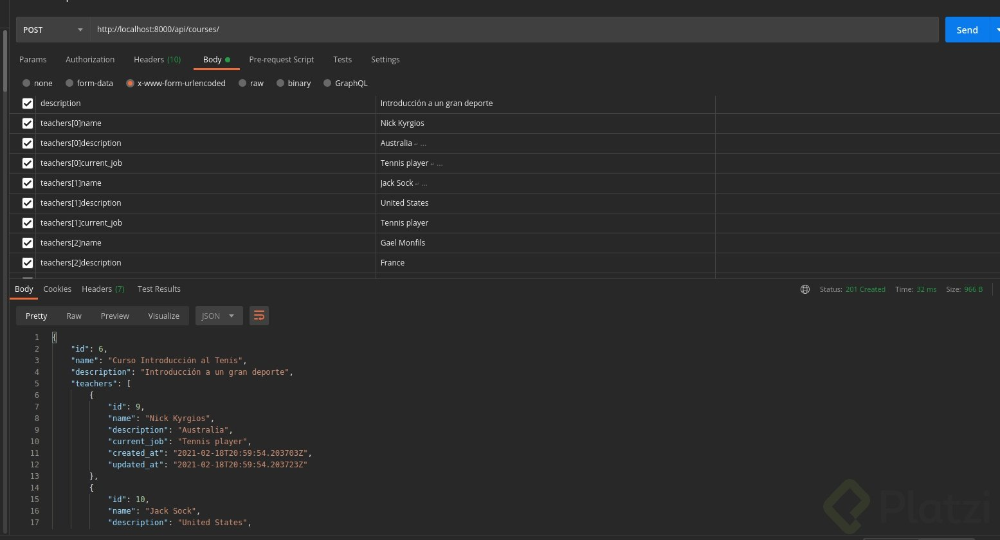 POST http://localhost:8000/api/courses/ Send
Params Authorization Headers (10) Body Pre-request Script Tests Settings
none form-data x-www-form-urlencoded raw binary GraphQL
description Introducción a un gran deporte
teachers[0]name Nick Kyrgios
teachers[0]description Australia ↵ ...
teachers[0]current_job Tennis player ↵ ...
teachers[1]name Jack Sock ↵ ...
teachers[1]description United States
teachers[1]current_job Tennis player
teachers[2]name Gael Monfils
teachers[2]description France
Body Cookies Headers (7) Test Results Status: 201 Created Time: 32 ms Size: 966 B
Pretty Raw Preview Visualize JSON
1 {
2 "id": 6,
3 "name": "Curso Introducción al Tenis",
4 "description": "Introducción a un gran deporte",
5 "teachers": [
6 {
7 "id": 9,
8 "name": "Nick Kyrgios",
9 "description": "Australia",
10 "current_job": "Tennis player",
11 "created_at": "2021-02-18T20:59:54.203703Z",
12 "updated_at": "2021-02-18T20:59:54.203723Z"
13 },
14 {
15 "id": 10,
16 "name": "Jack Sock",
17 "description": "United States",
Platzi